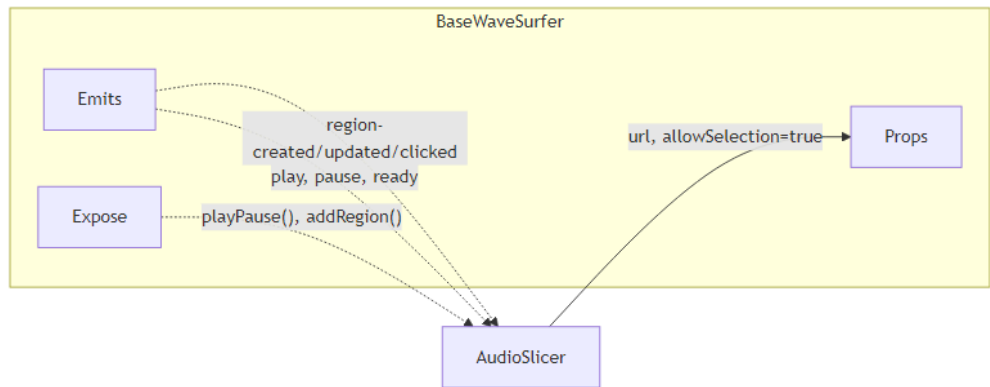 BaseWaveSurfer
Emits
region-
created/updated/clicked
play, pause, ready
url, allowSelection=true
Props
Expose
playPause(), addRegion()
AudioSlicer